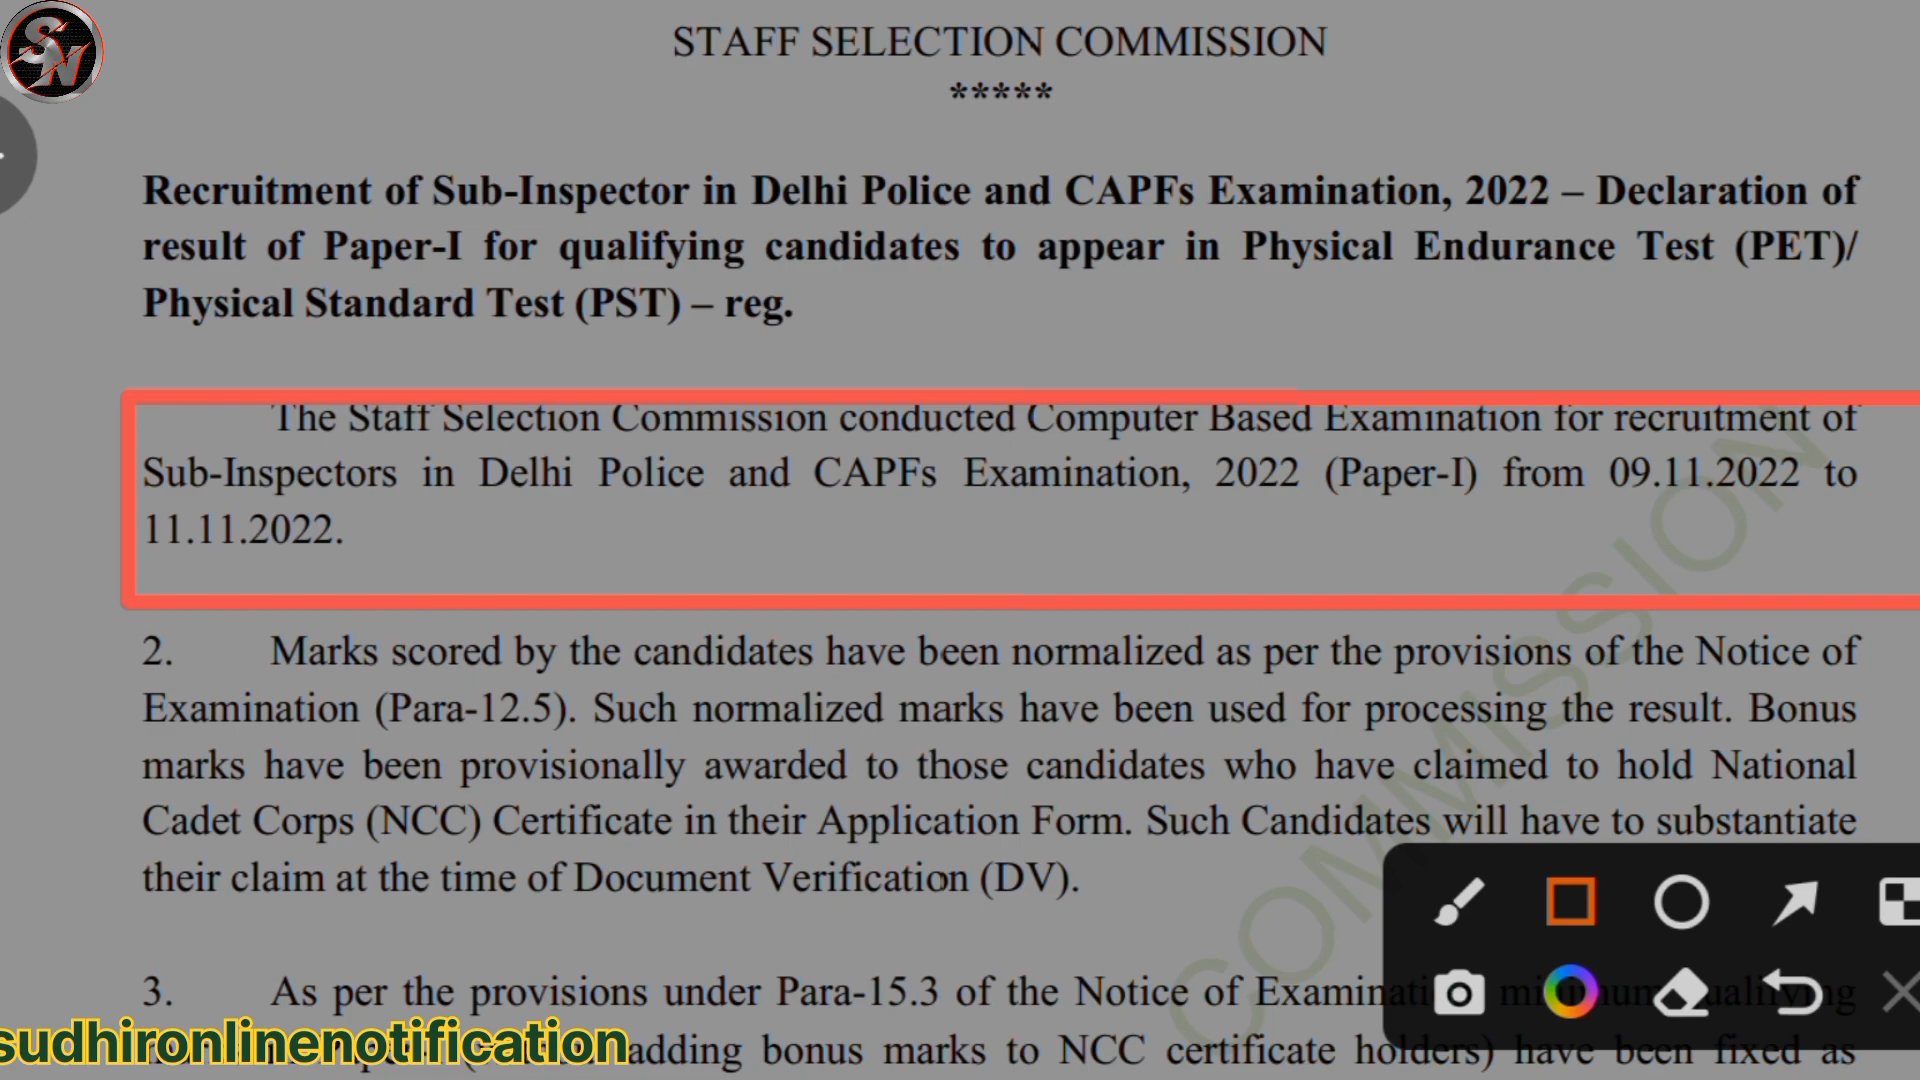 SN
STAFF SELECTION COMMISSION
*****
Recruitment of Sub-Inspector in Delhi Police and CAPFs Examination, 2022 – Declaration of
result of Paper-I for qualifying candidates to appear in Physical Endurance Test (PET)/
Physical Standard Test (PST) – reg.
The Staff Selection Commission conducted Computer Based Examination for recruitment of
Sub-Inspectors in Delhi Police and CAPFs Examination, 2022 (Paper-I) from 09.11.2022 to
11.11.2022.
2. Marks scored by the candidates have been normalized as per the provisions of the Notice of
Examination (Para-12.5). Such normalized marks have been used for processing the result. Bonus
marks have been provisionally awarded to those candidates who have claimed to hold National
Cadet Corps (NCC) Certificate in their Application Form. Such Candidates will have to substantiate
their claim at the time of Document Verification (DV).
3. As per the provisions under Para-15.3 of the Notice of Examination minimum qualifying
adding bonus marks to NCC certificate holders) have been fixed as
sudhironlinenotification
COMMISSION